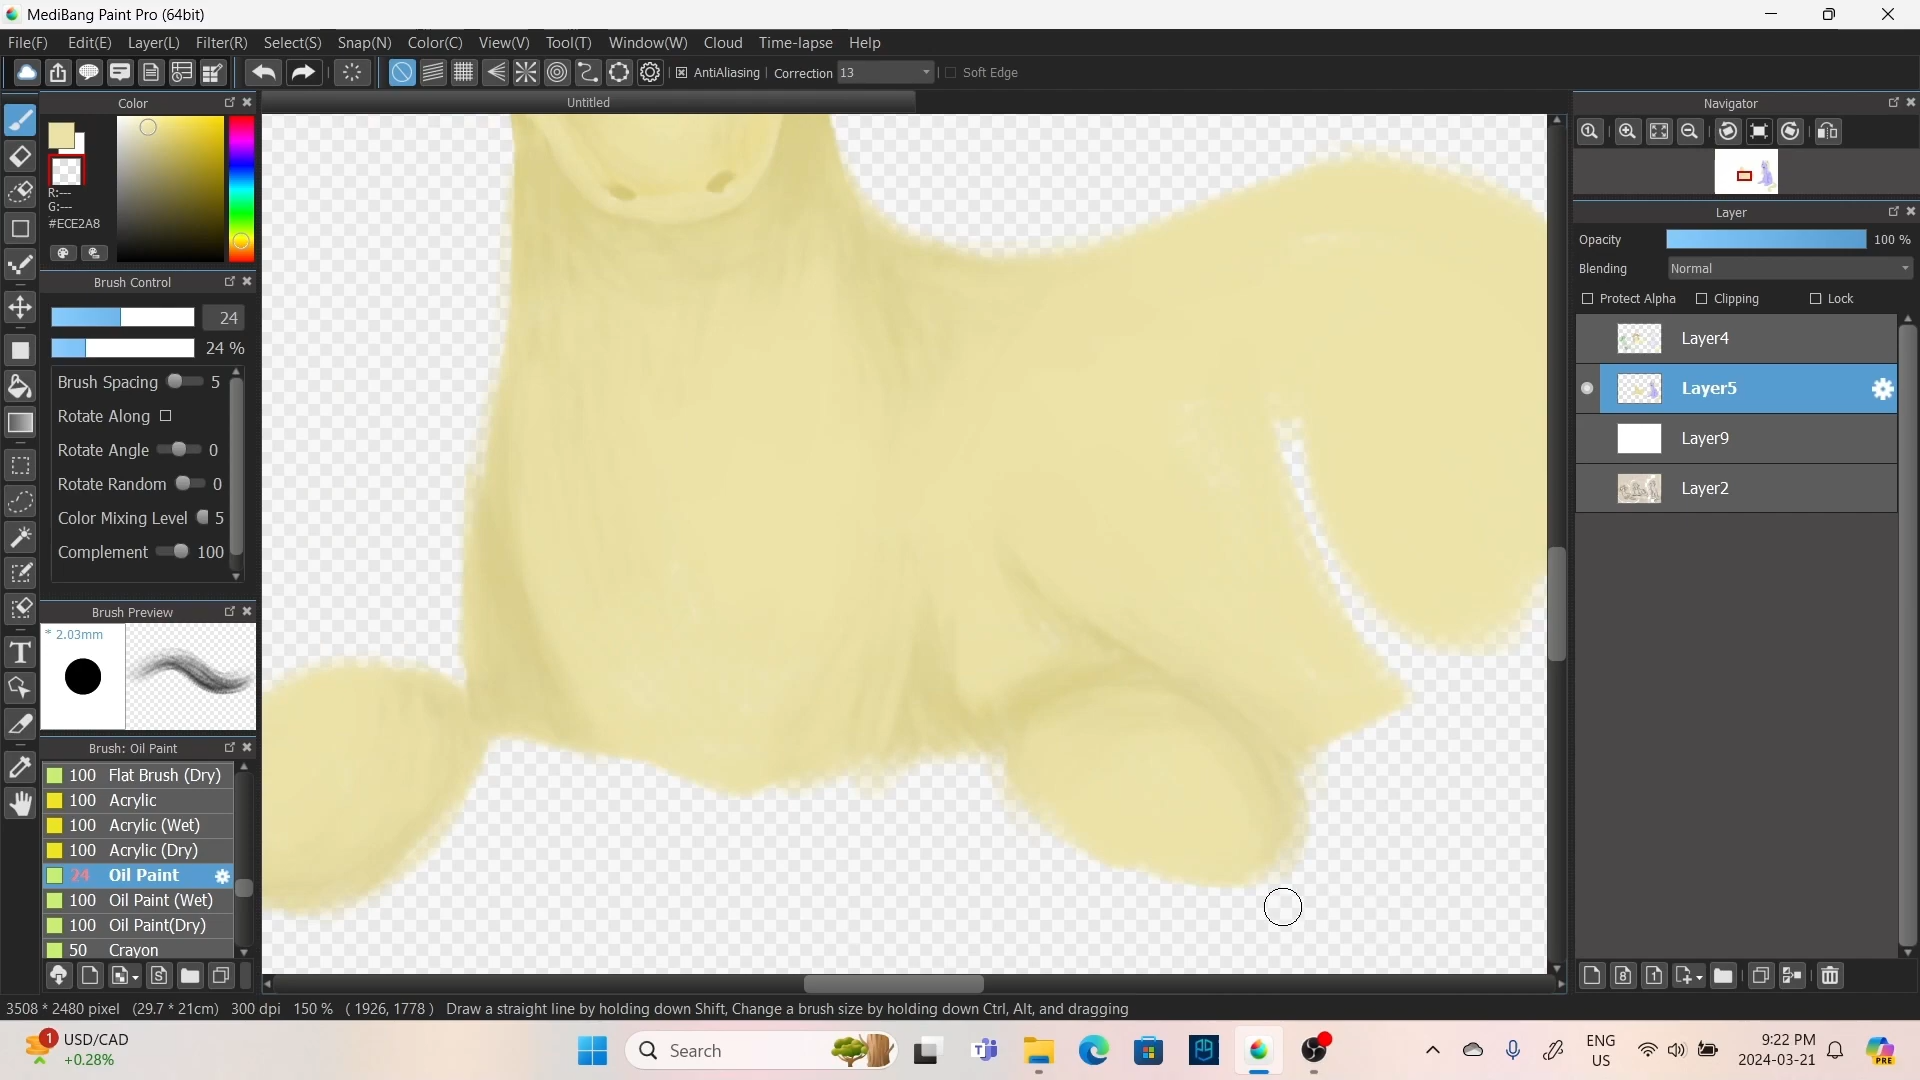 MediBang Paint Pro (64bit)
File(F) Edit(E) Layer(L) Filter(R) Select(S) Snap(N) Color(C) View(V) Tool(T) Window(W) Cloud Time-lapse Help
AntiAliasing Correction 13 Soft Edge
Color
R:---
G:---
#ECE2A8
Brush Control
24
24 %
Brush Spacing 5
Rotate Along
Rotate Angle 0
Rotate Random 0
Color Mixing Level 5
Complement 100
Brush Preview
* 2.03mm
Brush: Oil Paint
100 Flat Brush (Dry)
100 Acrylic
100 Acrylic (Wet)
100 Acrylic (Dry)
24 Oil Paint
100 Oil Paint (Wet)
100 Oil Paint(Dry)
50 Crayon
Untitled
Navigator
Layer
Opacity 100 %
Blending Normal
Protect Alpha Clipping Lock
Layer4
Layer5
Layer9
Layer2
3508 * 2480 pixel (29.7 * 21cm) 300 dpi 150 % ( 1926, 1778 ) Draw a straight line by holding down Shift, Change a brush size by holding down Ctrl, Alt, and dragging
1 USD/CAD
+0.28%
Search
ENG
US
9:22 PM
2024-03-21
PRE